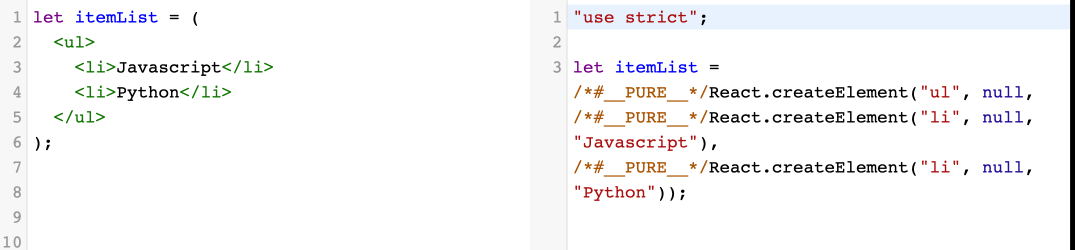 1 let itemList = (
2   <ul>
3     <li>Javascript</li>
4     <li>Python</li>
5   </ul>
6 );
7
8
9
10
1 "use strict";
2
3 let itemList =
/*#__PURE__*/React.createElement("ul", null,
/*#__PURE__*/React.createElement("li", null,
"Javascript"),
/*#__PURE__*/React.createElement("li", null,
"Python"));